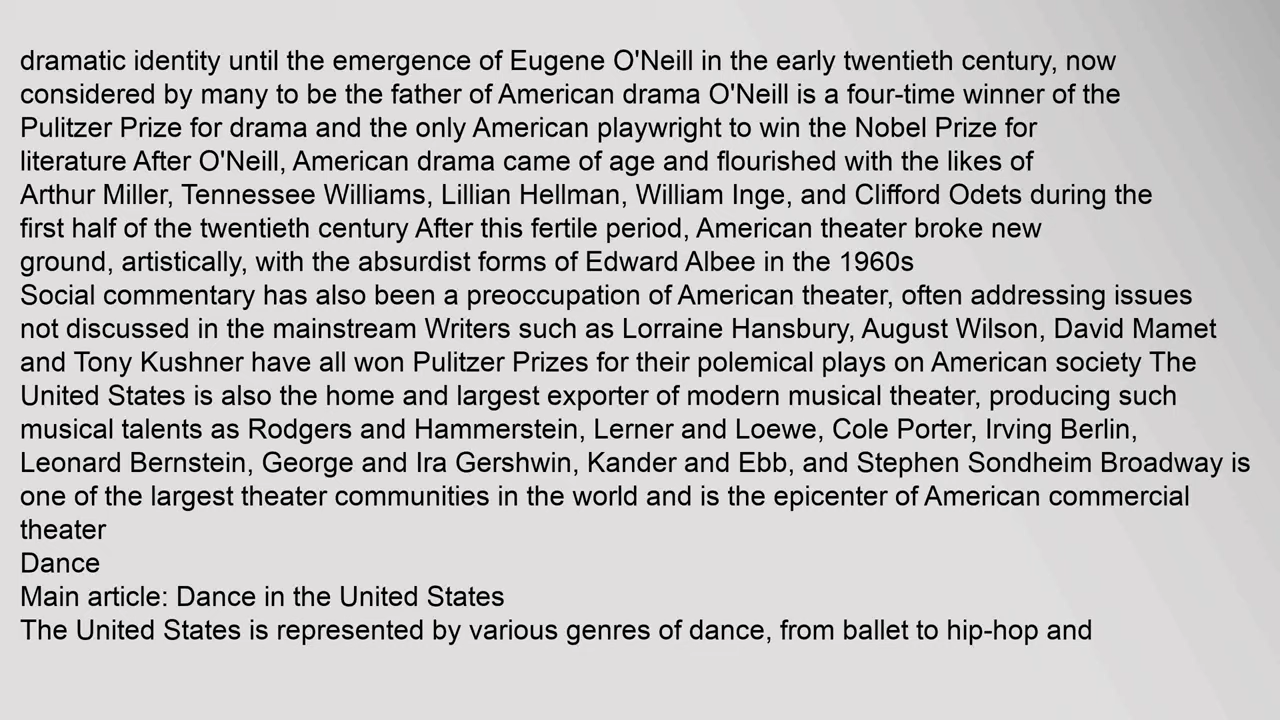 dramatic identity until the emergence of Eugene O'Neill in the early twentieth century, now
considered by many to be the father of American drama O'Neill is a four-time winner of the
Pulitzer Prize for drama and the only American playwright to win the Nobel Prize for
literature After O'Neill, American drama came of age and flourished with the likes of
Arthur Miller, Tennessee Williams, Lillian Hellman, William Inge, and Clifford Odets during the
first half of the twentieth century After this fertile period, American theater broke new
ground, artistically, with the absurdist forms of Edward Albee in the 1960s
Social commentary has also been a preoccupation of American theater, often addressing issues
not discussed in the mainstream Writers such as Lorraine Hansbury, August Wilson, David Mamet
and Tony Kushner have all won Pulitzer Prizes for their polemical plays on American society The
United States is also the home and largest exporter of modern musical theater, producing such
musical talents as Rodgers and Hammerstein, Lerner and Loewe, Cole Porter, Irving Berlin,
Leonard Bernstein, George and Ira Gershwin, Kander and Ebb, and Stephen Sondheim Broadway is
one of the largest theater communities in the world and is the epicenter of American commercial
theater
Dance
Main article: Dance in the United States
The United States is represented by various genres of dance, from ballet to hip-hop and